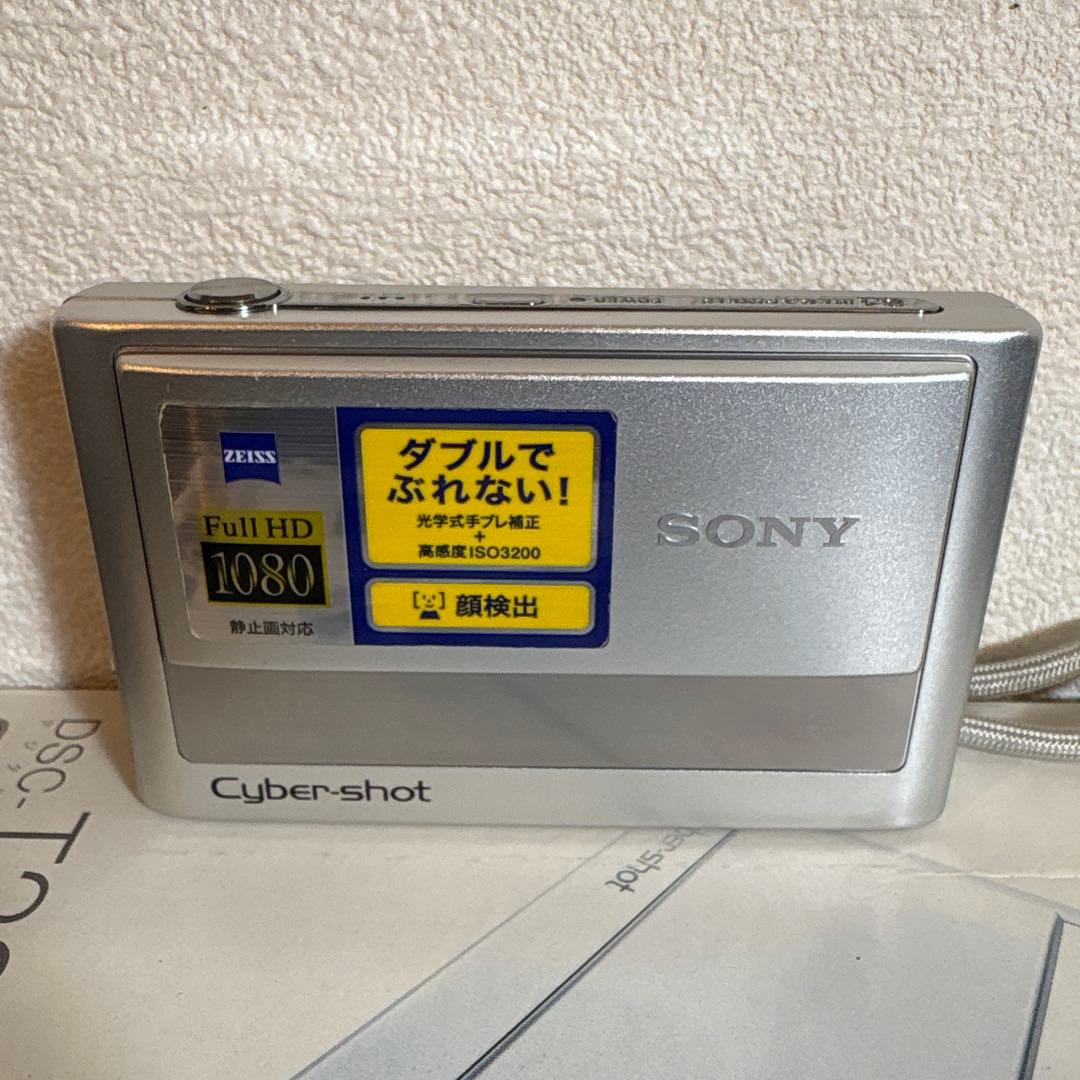 POWER
ZEISS
Full HD
1080
静止画対応
ダブルで
ぶれない!
光学式手ブレ補正
+
高感度ISO3200
顔検出
SONY
Cyber-shot
DSC-